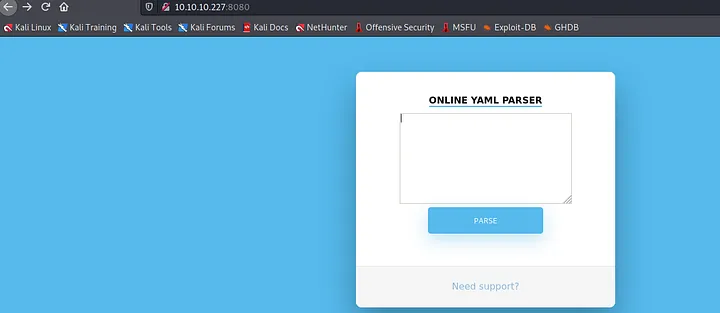 10.10.10.227:8080
Kali Linux Kali Training Kali Tools Kali Forums Kali Docs NetHunter Offensive Security MSFU Exploit-DB GHDB
ONLINE YAML PARSER
PARSE
Need support?